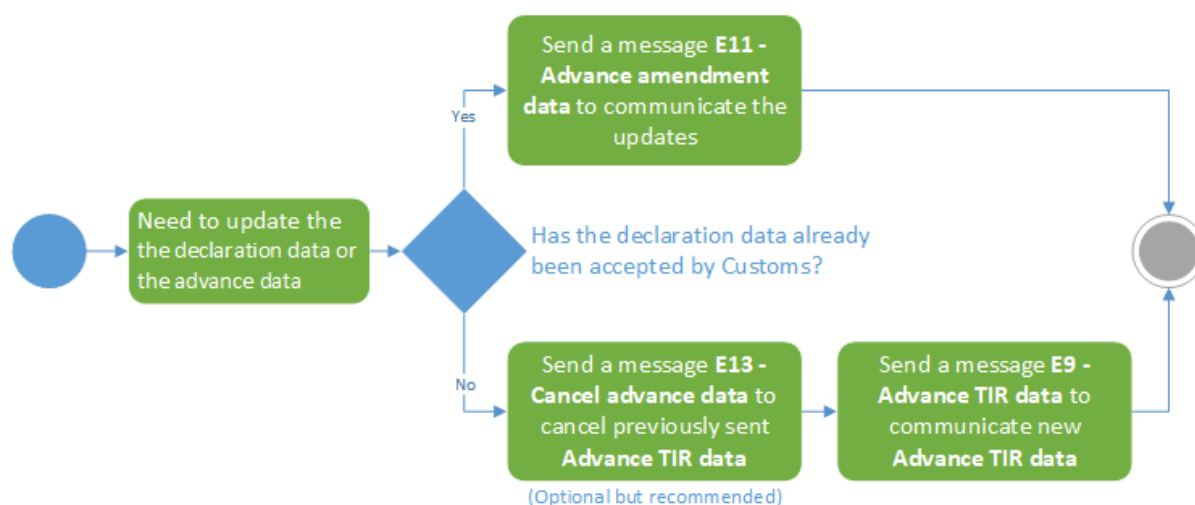 Send a message E11 -
Advance amendment
data to communicate the
updates
Yes
Need to update the
the declaration data or
the advance data
Has the declaration data already
been accepted by Customs?
No
Send a message E13 -
Cancel advance data to
cancel previously sent
Advance TIR data
(Optional but recommended)
Send a message E9 -
Advance TIR data to
communicate new
Advance TIR data